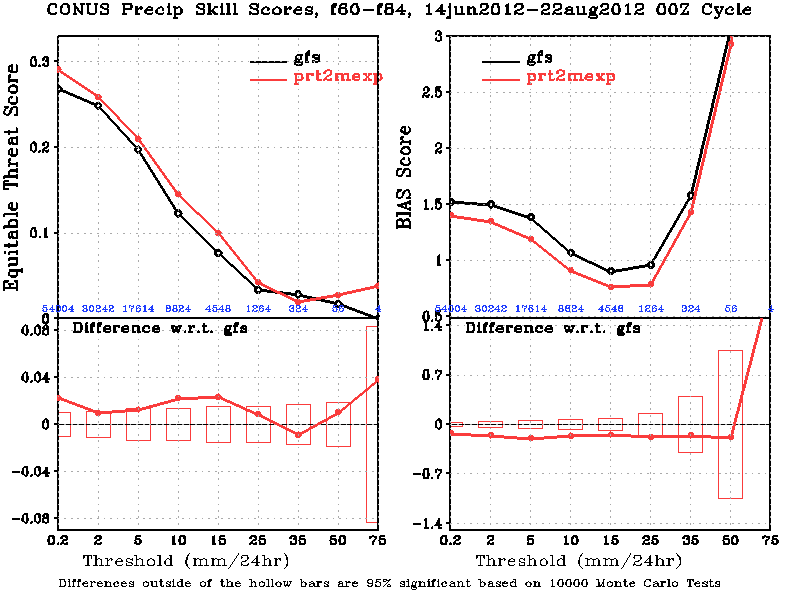 CONUS Precip Skill Scores, f60-f84, 14jun2012-22aug2012 00Z Cycle
Equitable Threat Score
0.3
0.2
0.1
0
gfs
prt2mexp
54004 30242 17614 9824 4548 1264 324 56 4
Difference w.r.t. gfs
0.08
0.04
0
-0.04
-0.08
0.2 2 5 10 15 25 35 50 75
Threshold (mm/24hr)
BIAS Score
3
2.5
2
1.5
1
0.5
gfs
prt2mexp
54004 30242 17614 9824 4548 1264 324 56 4
Difference w.r.t. gfs
1.4
0.7
0
-0.7
-1.4
0.2 2 5 10 15 25 35 50 75
Threshold (mm/24hr)
Differences outside of the hollow bars are 95% significant based on 10000 Monte Carlo Tests